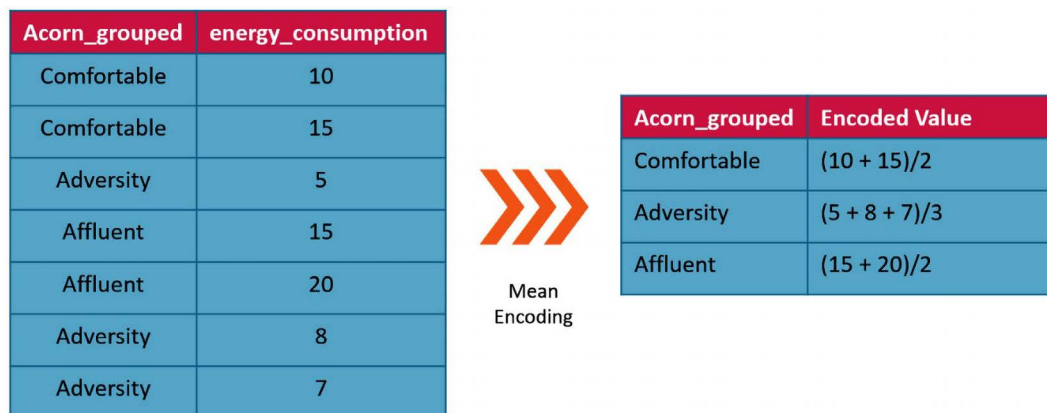 Acorn_grouped energy_consumption
Comfortable 10
Comfortable 15
Adversity 5
Affluent 15
Affluent 20
Adversity 8
Adversity 7
Mean
Encoding
Acorn_grouped Encoded Value
Comfortable (10 + 15)/2
Adversity (5 + 8 + 7)/3
Affluent (15 + 20)/2